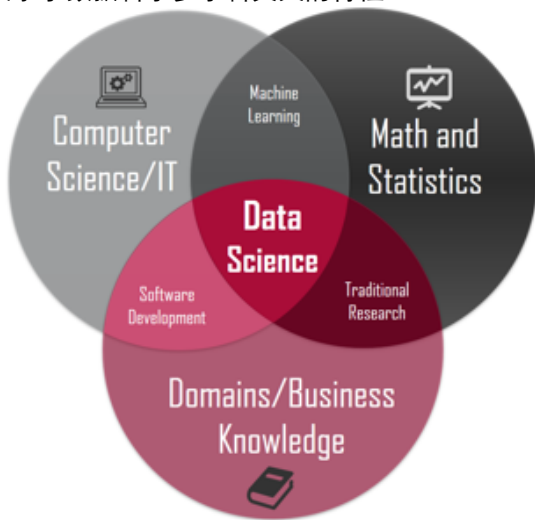 Machine
Learning
Computer
Science/IT
Math and
Statistics
Data
Science
Software
Development
Traditional
Research
Domains/Business
Knowledge